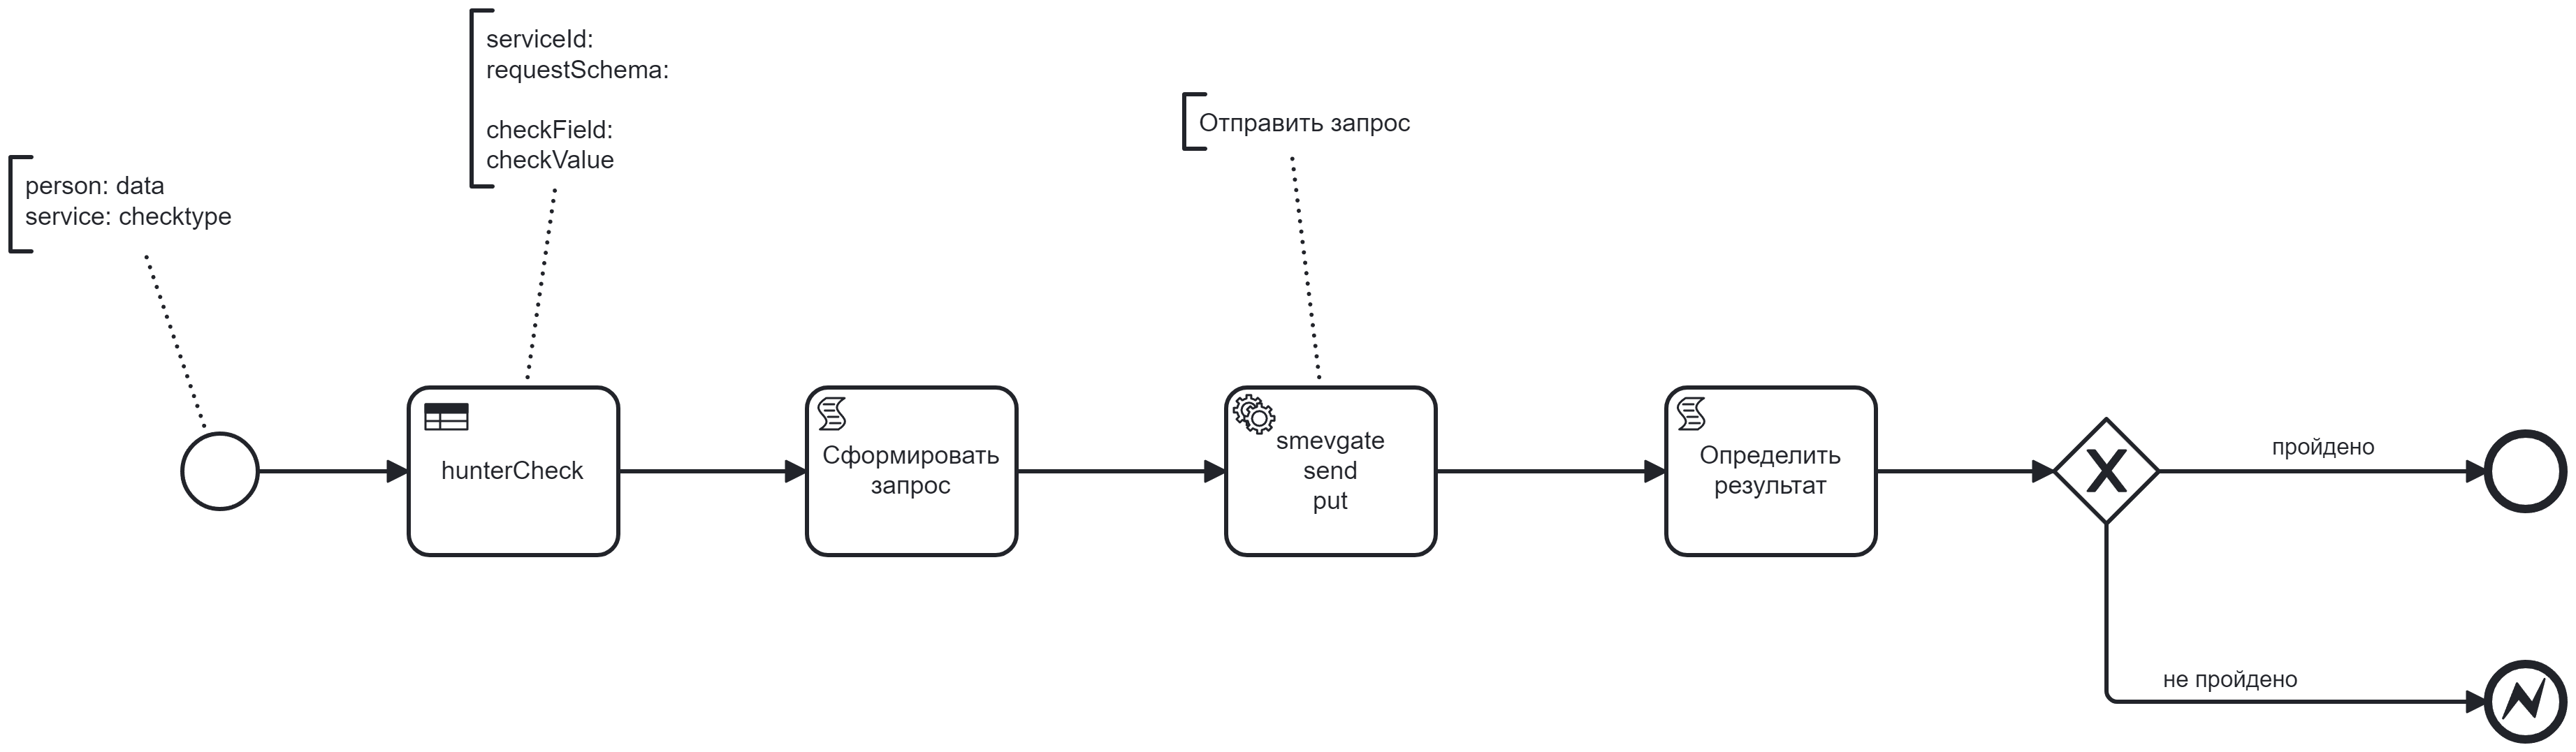 serviceId:
requestSchema:
checkField:
checkValue
Отправить запрос
person: data
service: checktype
hunterCheck
Сформировать
запрос
smevgate
send
put
Определить
результат
пройдено
не пройдено